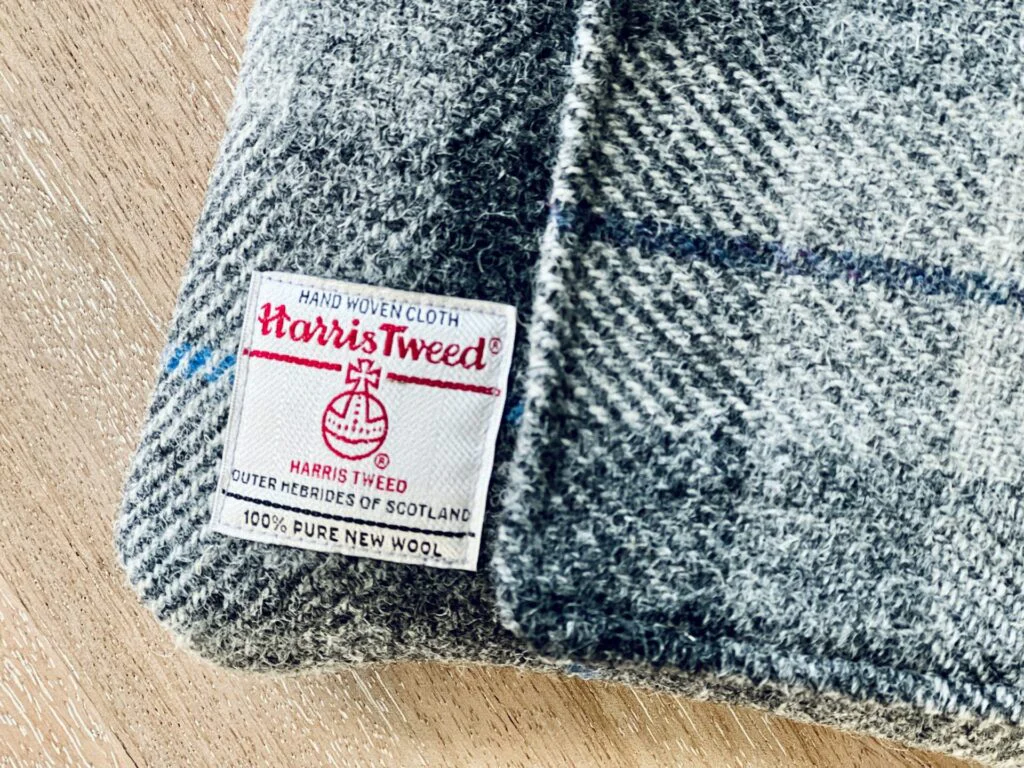 HAND WOVEN CLOTH
Harris Tweed®
®
HARRIS TWEED
OUTER HEBRIDES OF SCOTLAND
100% PURE NEW WOOL